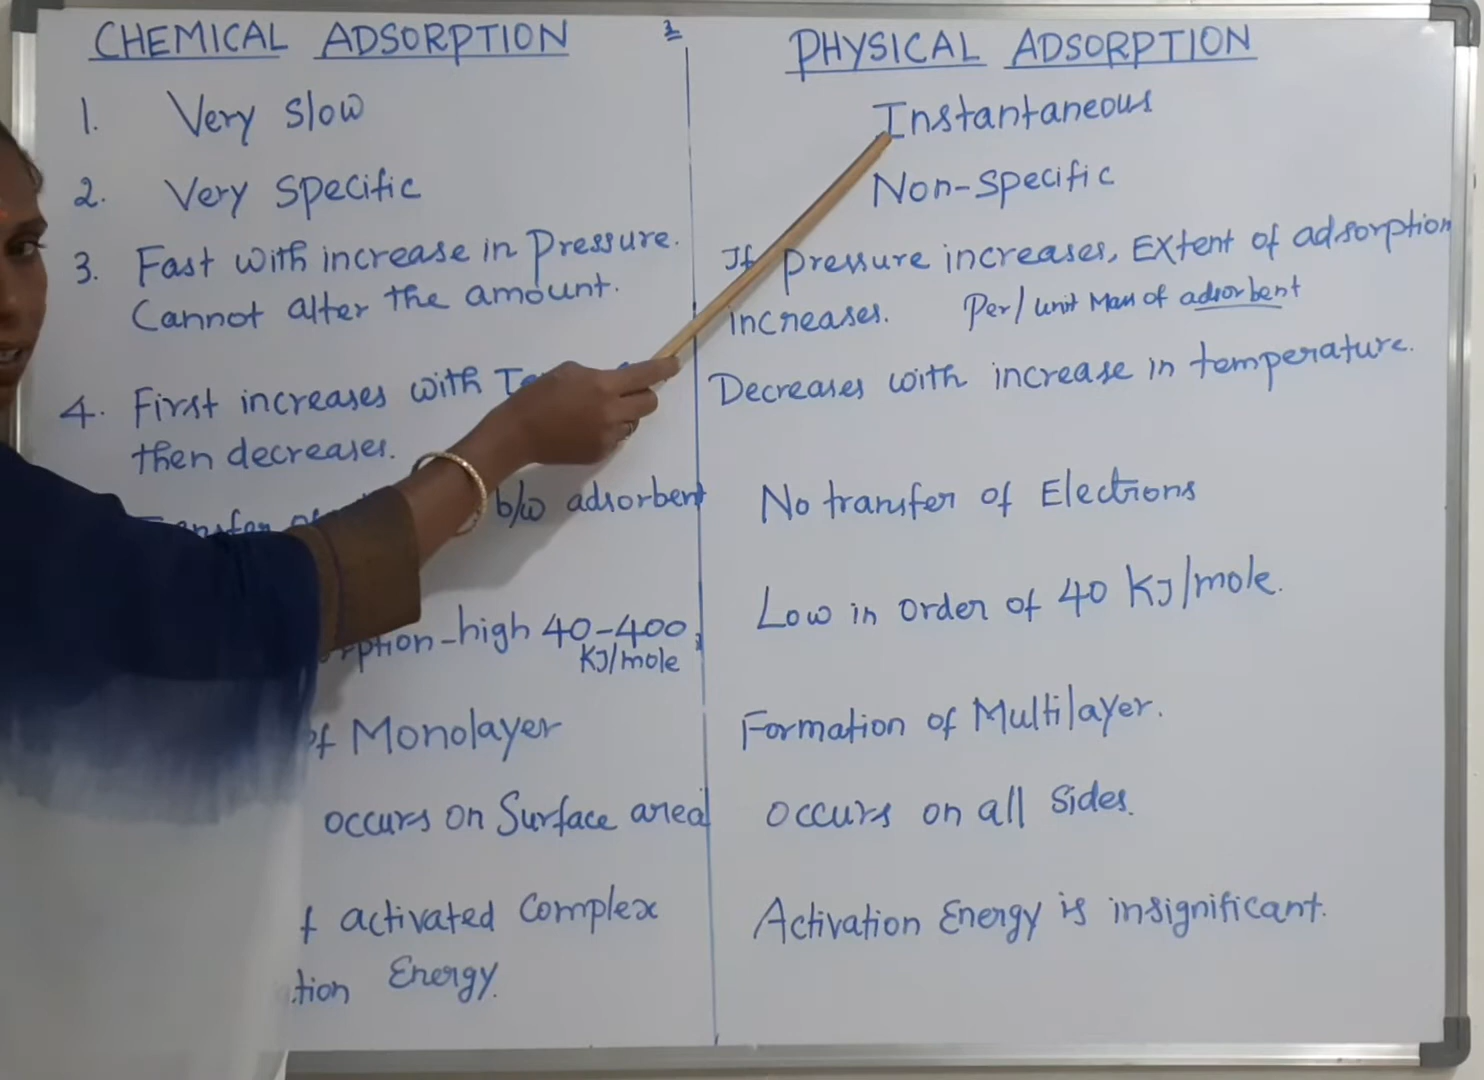 CHEMICAL ADSORPTION
PHYSICAL ADSORPTION
1. Very slow
Instantaneous
2. Very specific
Non-specific
3. Fast with increase in Pressure.
Cannot alter the amount.
If pressure increases, Extent of adsorption
increases. Per/unit Mass of adsorbent
4. First increases with
then decreases.
Decreases with increase in temperature.
b/w adsorbent
No transfer of Electrons
-high 40-400
KJ/mole
Low in order of 40 KJ/mole.
of Monolayer
Formation of Multilayer.
occurs on Surface area
occurs on all sides.
activated Complex
Energy.
Activation Energy is insignificant.